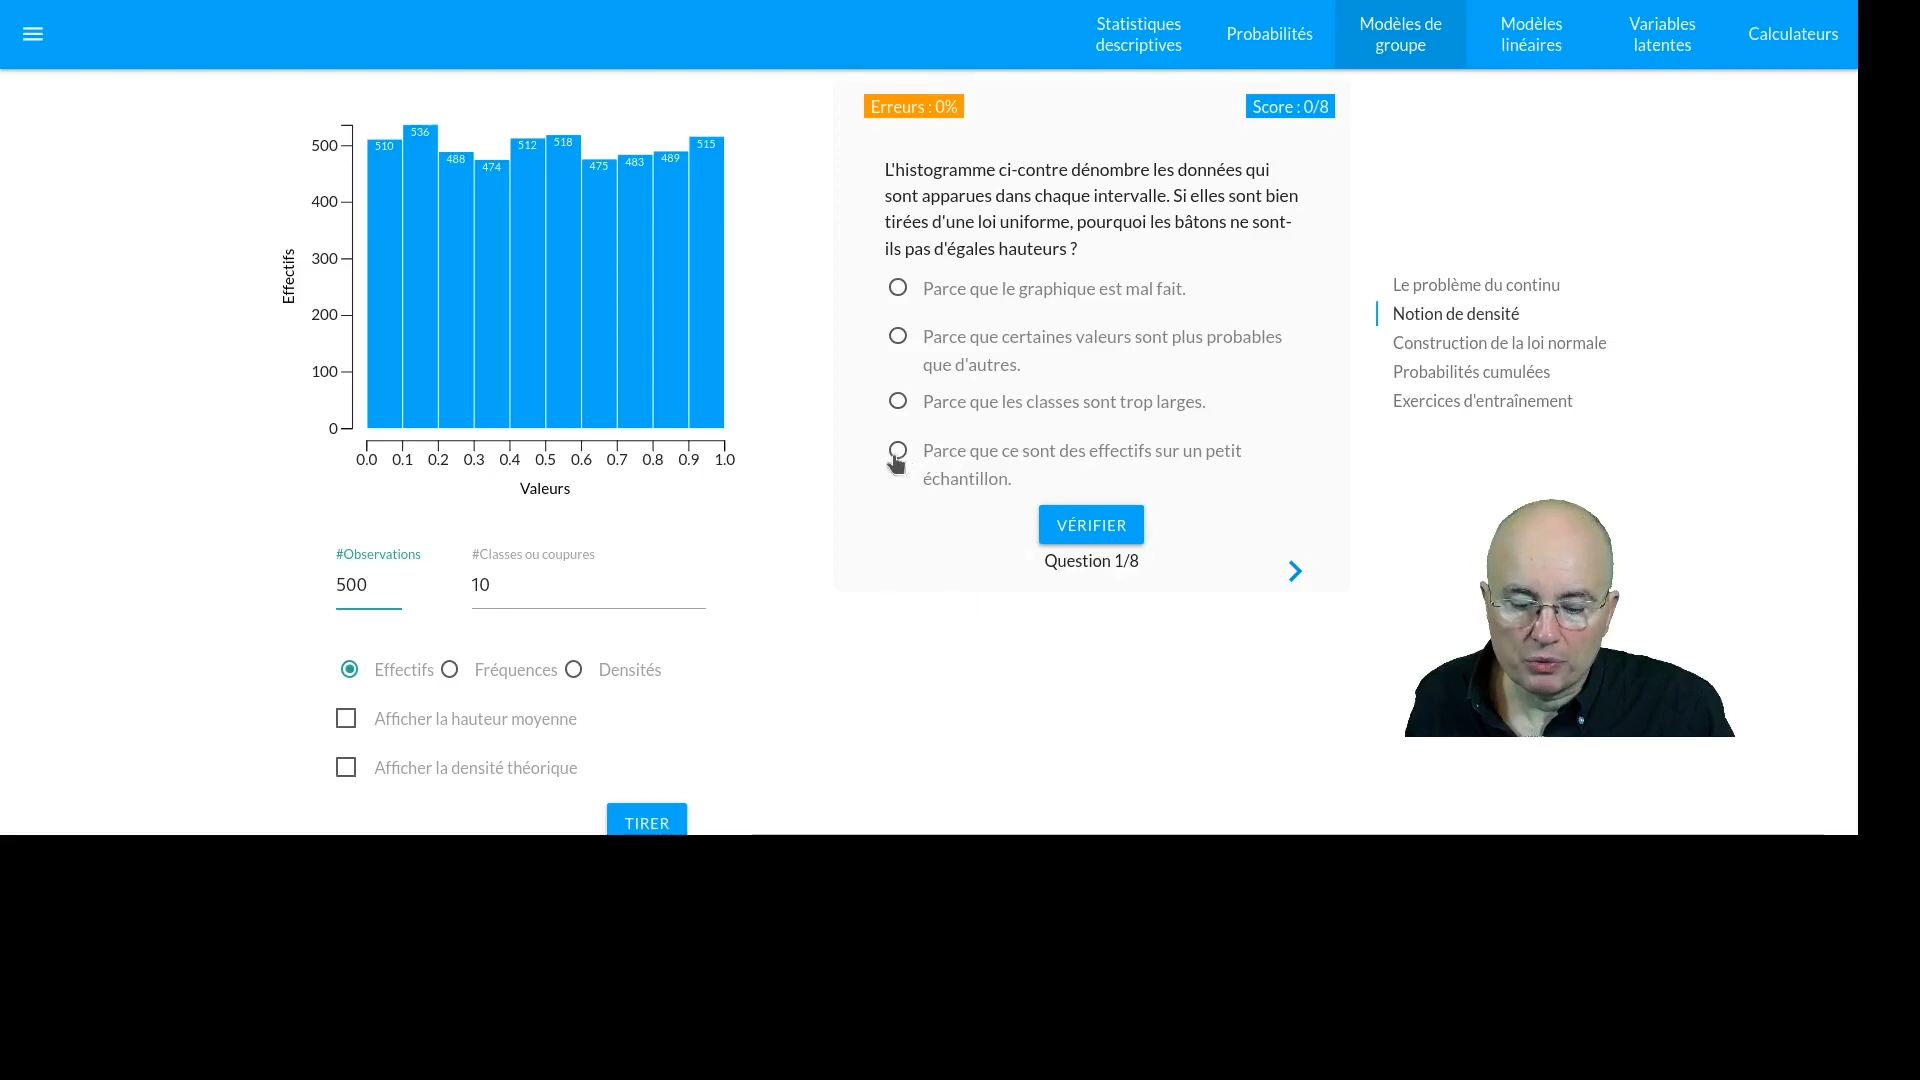 Statistiques descriptives
Probabilités
Modèles de groupe
Modèles linéaires
Variables latentes
Calculateurs
Effectifs
500
400
300
200
100
0
510
536
488
474
512
518
475
483
489
515
0.0 0.1 0.2 0.3 0.4 0.5 0.6 0.7 0.8 0.9 1.0
Valeurs
#Observations
500
#Classes ou coupures
10
Effectifs
Fréquences
Densités
Afficher la hauteur moyenne
Afficher la densité théorique
TIRER
Erreurs : 0%
Score : 0/8
L'histogramme ci-contre dénombre les données qui
sont apparues dans chaque intervalle. Si elles sont bien
tirées d'une loi uniforme, pourquoi les bâtons ne sont-
ils pas d'égales hauteurs ?
Parce que le graphique est mal fait.
Parce que certaines valeurs sont plus probables
que d'autres.
Parce que les classes sont trop larges.
Parce que ce sont des effectifs sur un petit
échantillon.
VÉRIFIER
Question 1/8
Le problème du continu
Notion de densité
Construction de la loi normale
Probabilités cumulées
Exercices d'entraînement